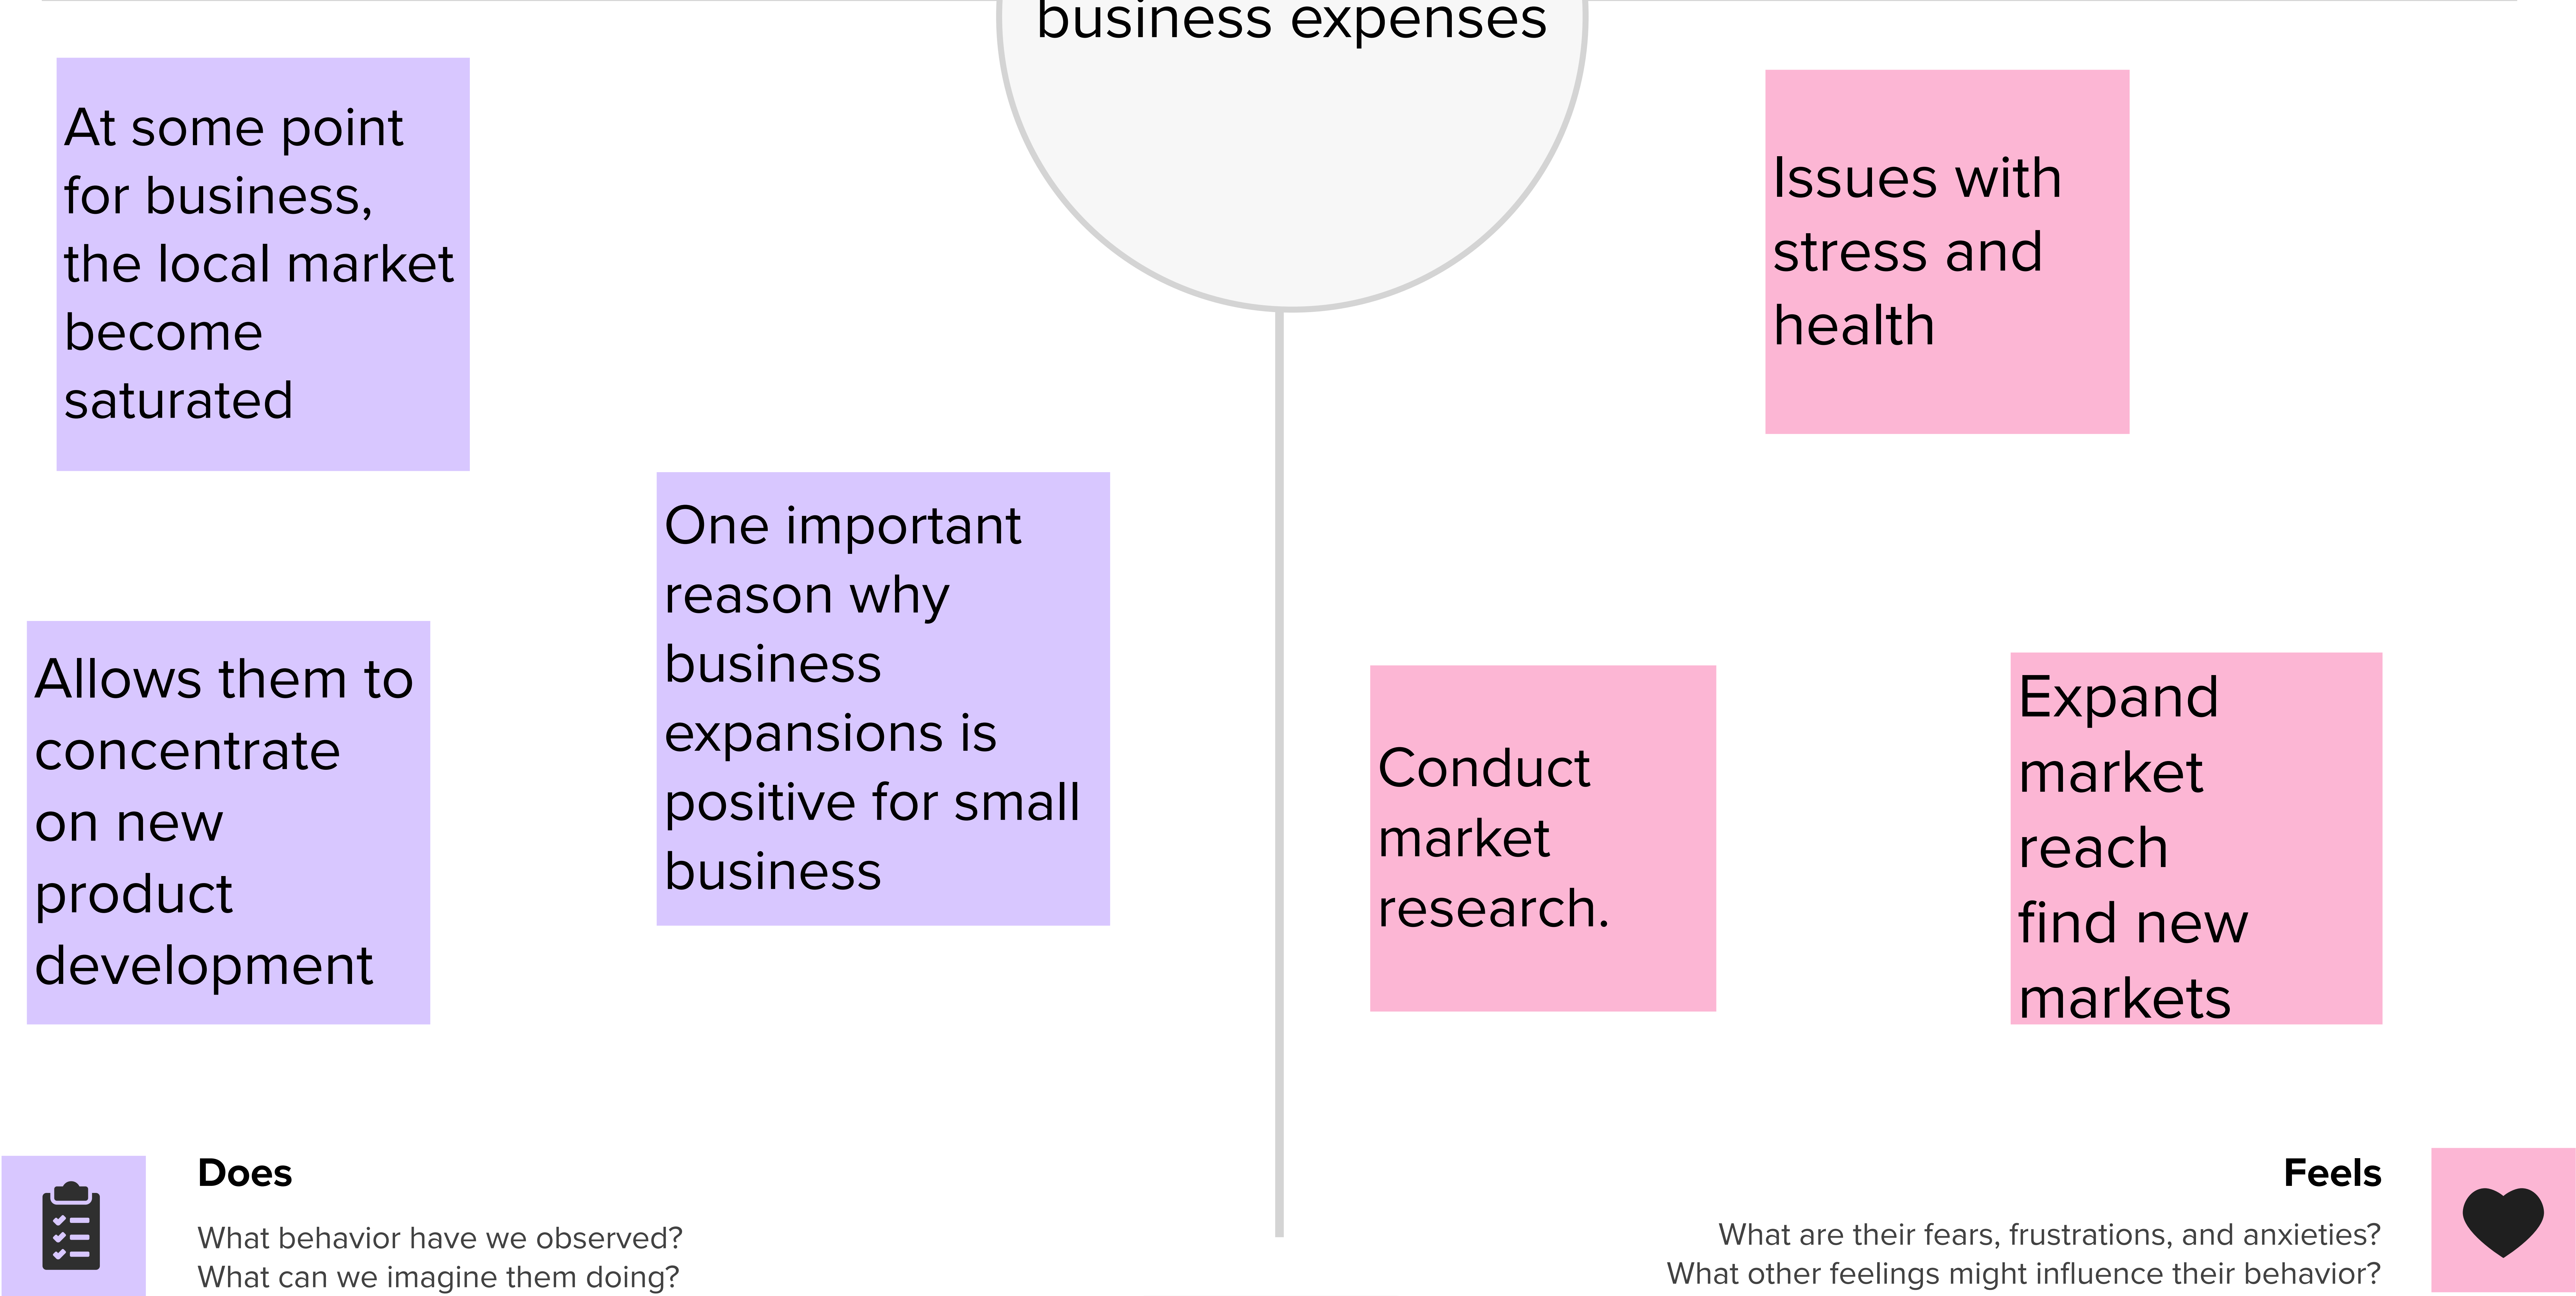 business expenses
At some point
for business,
the local market
become
saturated
Issues with
stress and
health
One important
reason why
business
expansions is
positive for small
business
Allows them to
concentrate
on new
product
development
Conduct
market
research.
Expand
market
reach
find new
markets
Does
What behavior have we observed?
What can we imagine them doing?
Feels
What are their fears, frustrations, and anxieties?
What other feelings might influence their behavior?